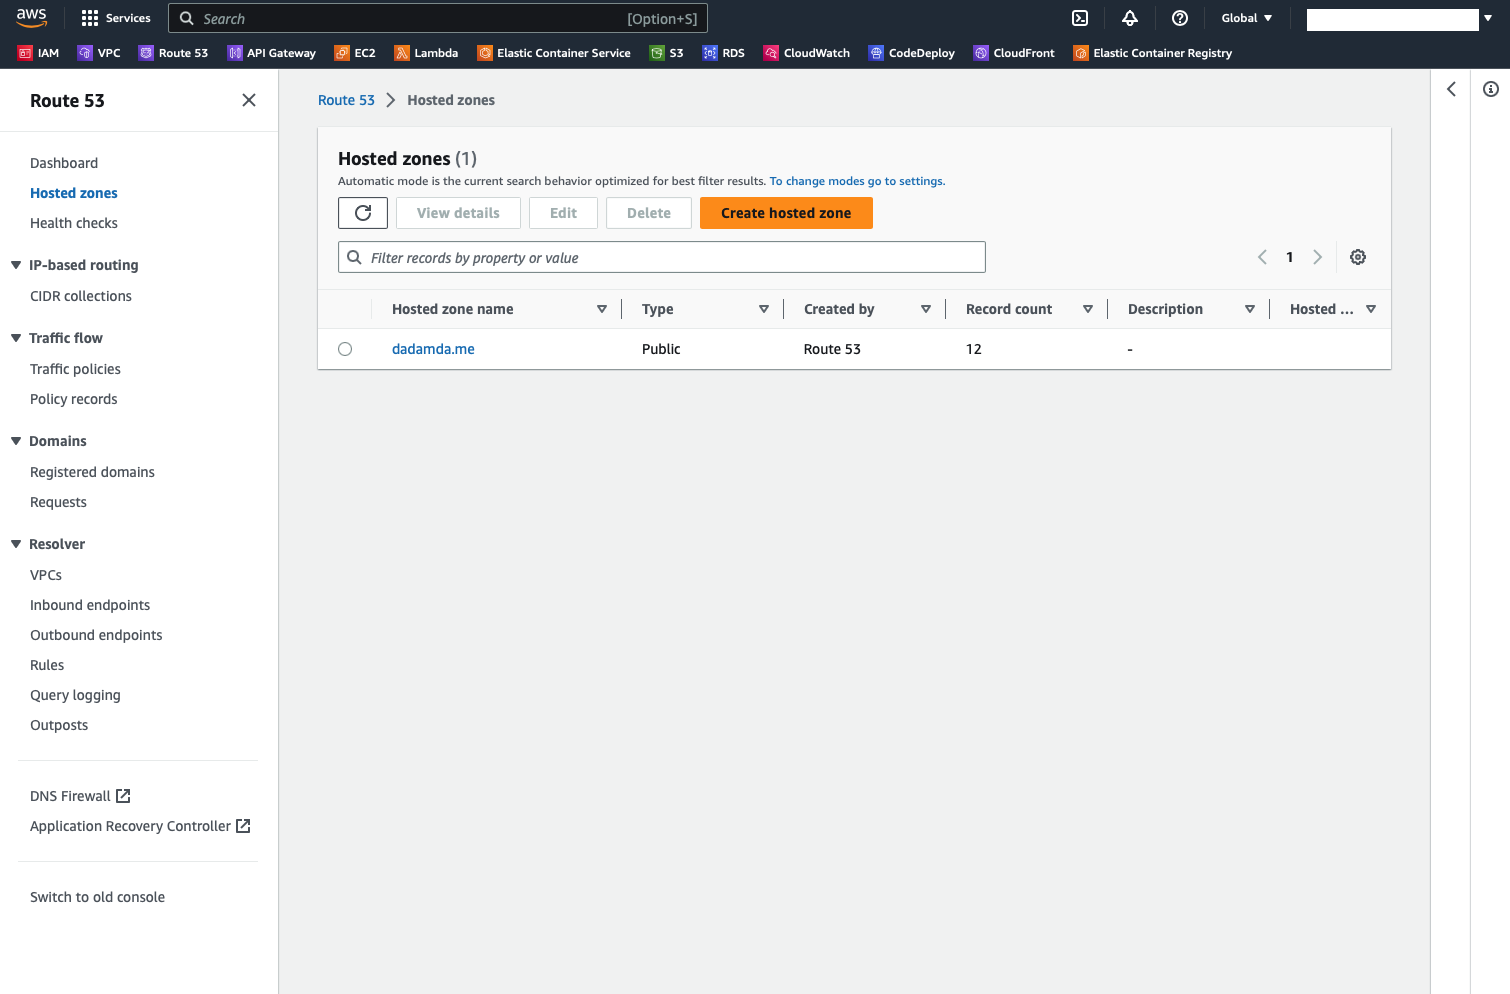 aws Services Search [Option+S] Global
IAM VPC Route 53 API Gateway EC2 Lambda Elastic Container Service S3 RDS CloudWatch CodeDeploy CloudFront Elastic Container Registry
Route 53
Dashboard
Hosted zones
Health checks
IP-based routing
CIDR collections
Traffic flow
Traffic policies
Policy records
Domains
Registered domains
Requests
Resolver
VPCs
Inbound endpoints
Outbound endpoints
Rules
Query logging
Outposts
DNS Firewall
Application Recovery Controller
Switch to old console
Route 53 Hosted zones
Hosted zones (1)
Automatic mode is the current search behavior optimized for best filter results. To change modes go to settings.
View details Edit Delete Create hosted zone
Filter records by property or value 1
Hosted zone name Type Created by Record count Description Hosted ...
dadamda.me Public Route 53 12 -